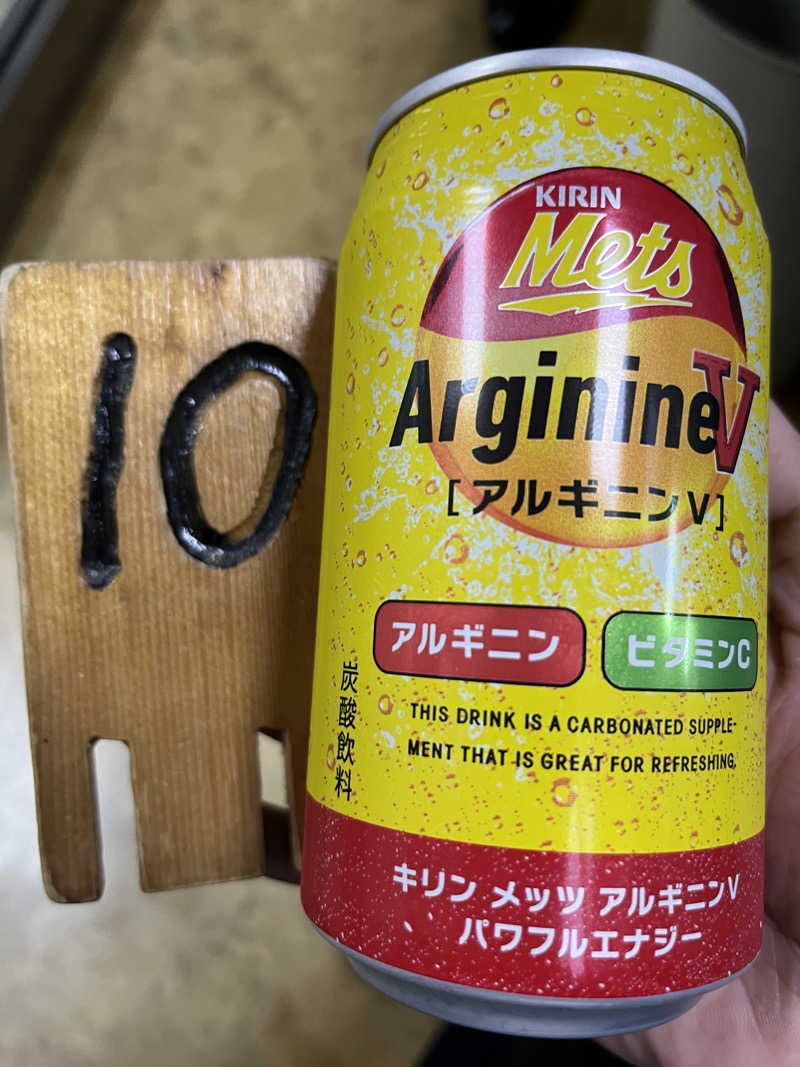 10
KIRIN
Mets
ArginineV
[アルギニンV]
アルギニン
ビタミンC
炭酸飲料
THIS DRINK IS A CARBONATED SUPPLE-
MENT THAT IS GREAT FOR REFRESHING.
キリン メッツ アルギニンV
パワフルエナジー